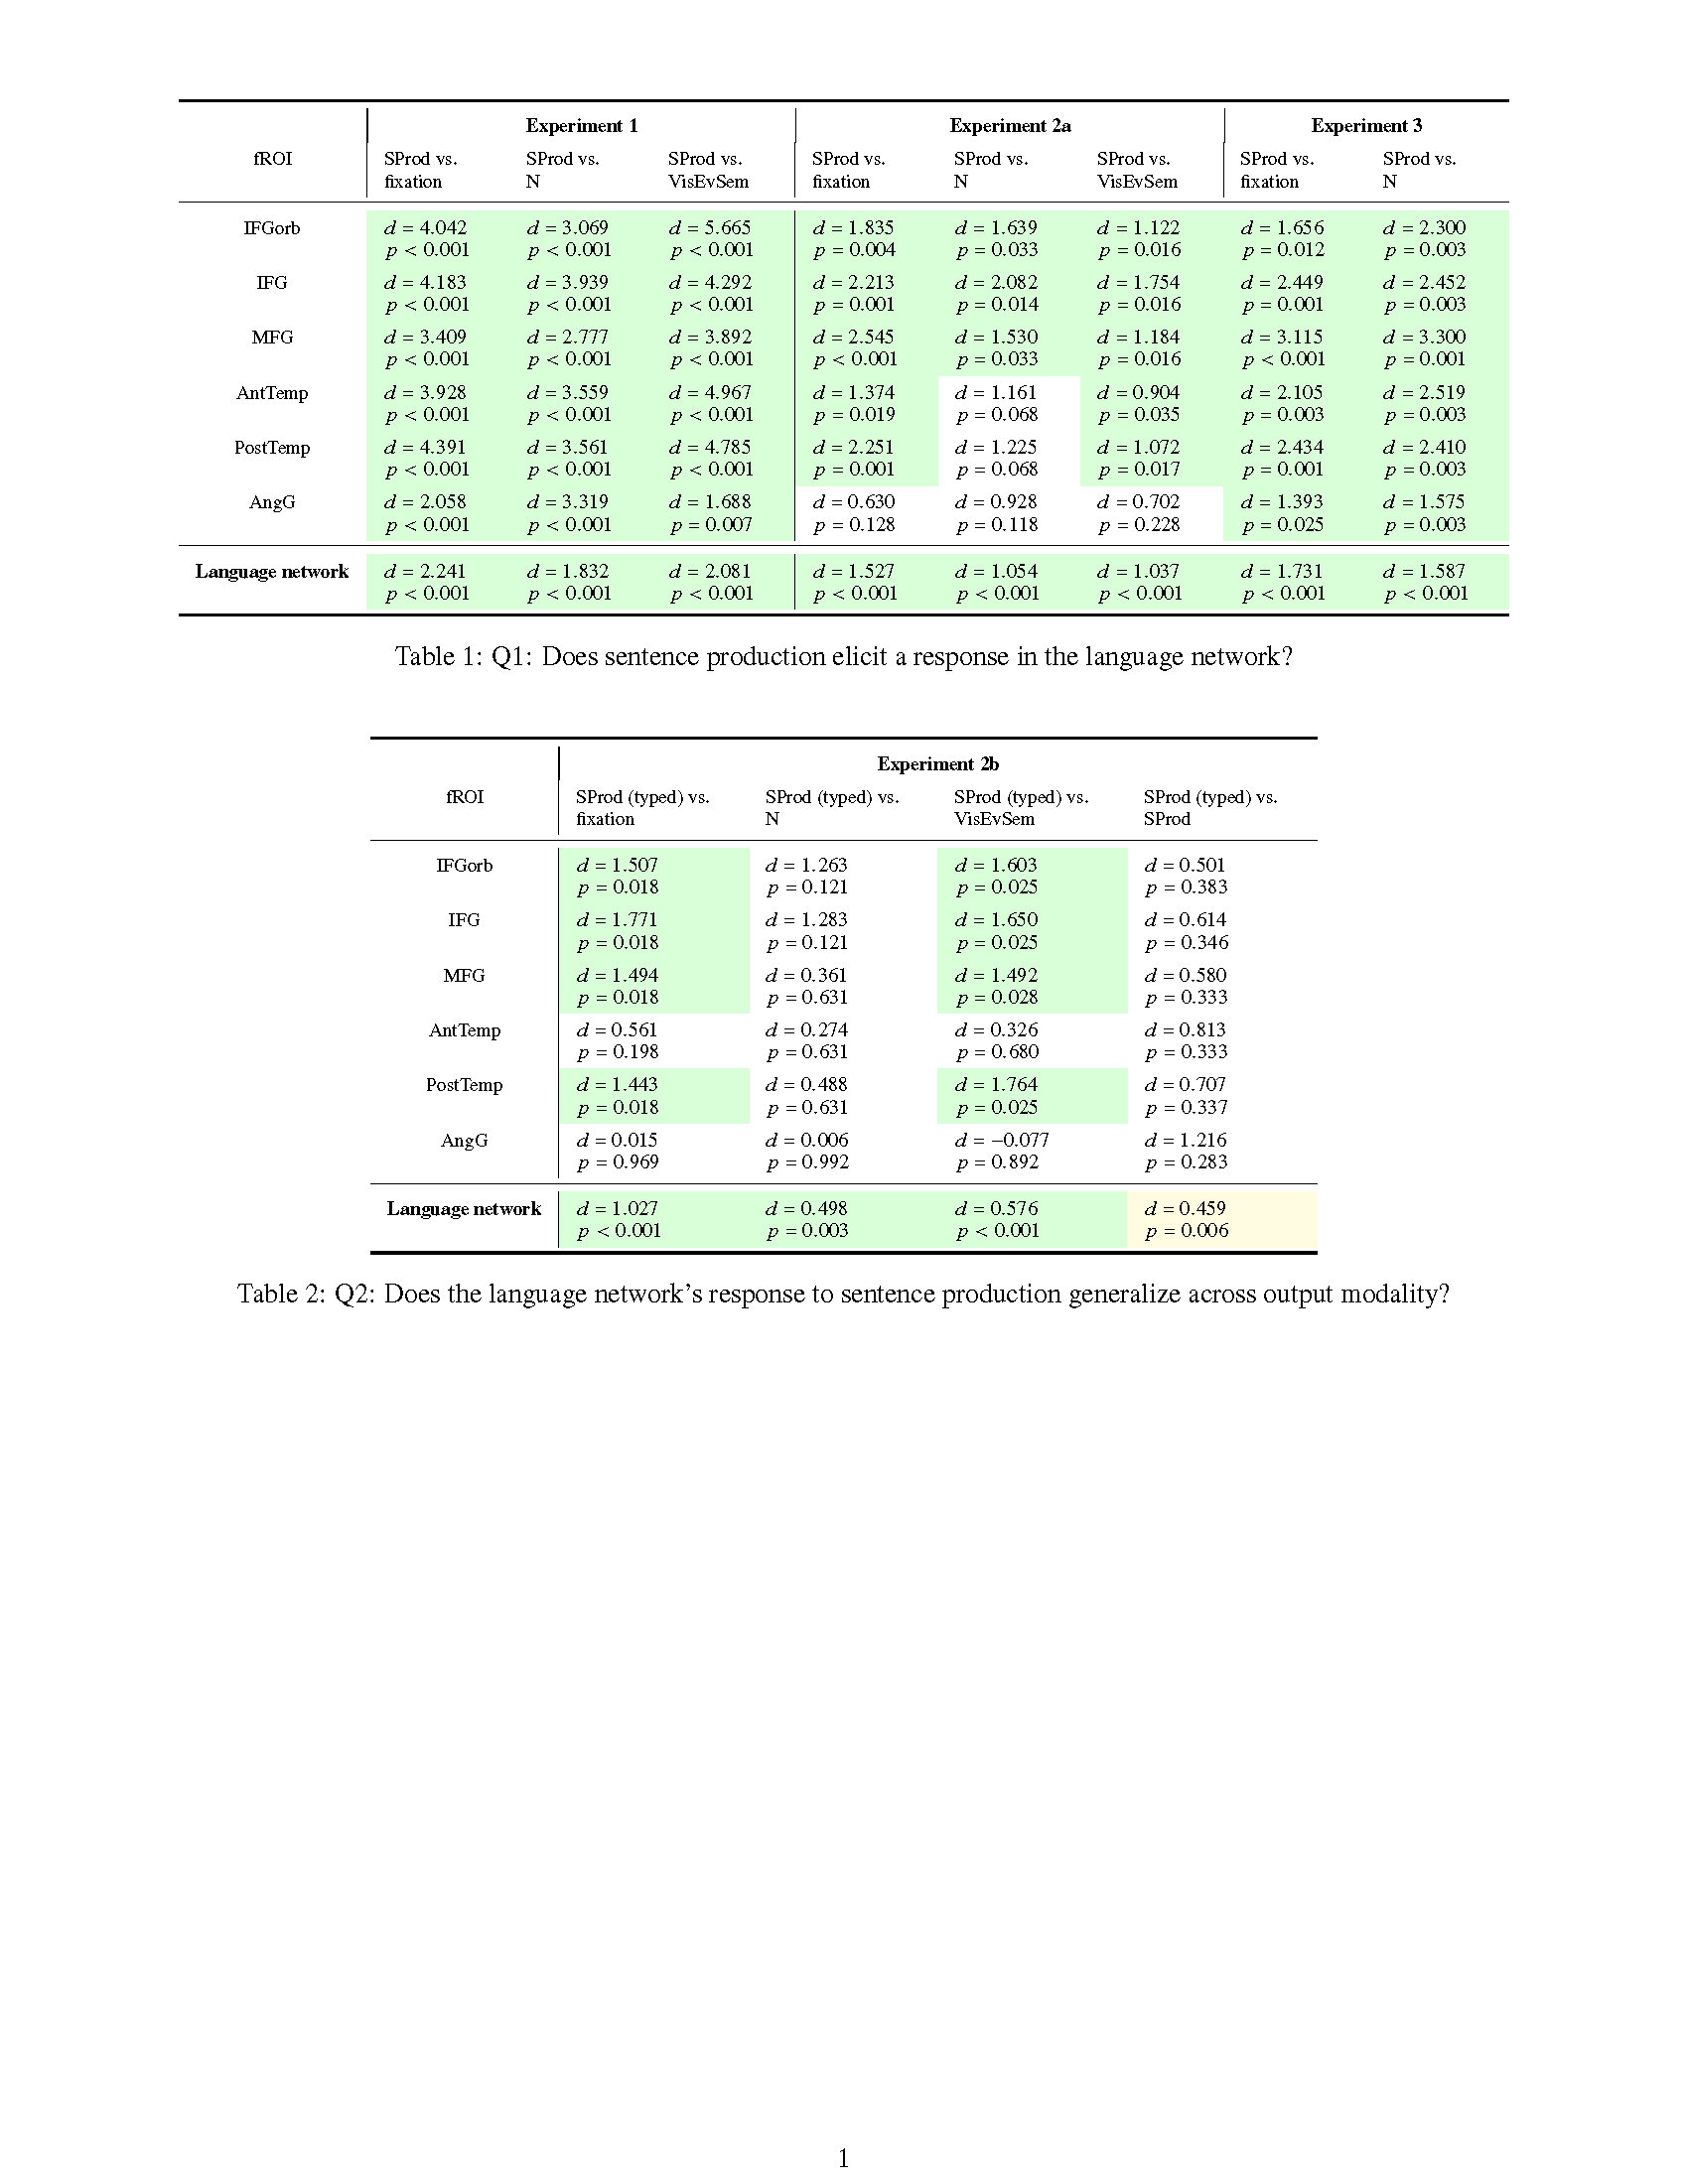 Experiment 1 Experiment 2a Experiment 3
fROI SProd vs. SProd vs. SProd vs. SProd vs. SProd vs. SProd vs. SProd vs. SProd vs.
fixation N VisEvSem fixation N VisEvSem fixation N
IFGorb d = 4.042 d = 3.069 d = 5.665 d = 1.835 d = 1.639 d = 1.122 d = 1.656 d = 2.300
p < 0.001 p < 0.001 p < 0.001 p = 0.004 p = 0.033 p = 0.016 p = 0.012 p = 0.003
IFG d = 4.183 d = 3.939 d = 4.292 d = 2.213 d = 2.082 d = 1.754 d = 2.449 d = 2.452
p < 0.001 p < 0.001 p < 0.001 p = 0.001 p = 0.014 p = 0.016 p = 0.001 p = 0.003
MFG d = 3.409 d = 2.777 d = 3.892 d = 2.545 d = 1.530 d = 1.184 d = 3.115 d = 3.300
p < 0.001 p < 0.001 p < 0.001 p < 0.001 p = 0.033 p = 0.016 p < 0.001 p = 0.001
AntTemp d = 3.928 d = 3.559 d = 4.967 d = 1.374 d = 1.161 d = 0.904 d = 2.105 d = 2.519
p < 0.001 p < 0.001 p < 0.001 p = 0.019 p = 0.068 p = 0.035 p = 0.003 p = 0.003
PostTemp d = 4.391 d = 3.561 d = 4.785 d = 2.251 d = 1.225 d = 1.072 d = 2.434 d = 2.410
p < 0.001 p < 0.001 p < 0.001 p = 0.001 p = 0.068 p = 0.017 p = 0.001 p = 0.003
AngG d = 2.058 d = 3.319 d = 1.688 d = 0.630 d = 0.928 d = 0.702 d = 1.393 d = 1.575
p < 0.001 p < 0.001 p = 0.007 p = 0.128 p = 0.118 p = 0.228 p = 0.025 p = 0.003
Language network d = 2.241 d = 1.832 d = 2.081 d = 1.527 d = 1.054 d = 1.037 d = 1.731 d = 1.587
p < 0.001 p < 0.001 p < 0.001 p < 0.001 p < 0.001 p < 0.001 p < 0.001 p < 0.001
Table 1: Q1: Does sentence production elicit a response in the language network?
Experiment 2b
fROI SProd (typed) vs. SProd (typed) vs. SProd (typed) vs. SProd (typed) vs.
fixation N VisEvSem SProd
IFGorb d = 1.507 d = 1.263 d = 1.603 d = 0.501
p = 0.018 p = 0.121 p = 0.025 p = 0.383
IFG d = 1.771 d = 1.283 d = 1.650 d = 0.614
p = 0.018 p = 0.121 p = 0.025 p = 0.346
MFG d = 1.494 d = 0.361 d = 1.492 d = 0.580
p = 0.018 p = 0.631 p = 0.028 p = 0.333
AntTemp d = 0.561 d = 0.274 d = 0.326 d = 0.813
p = 0.198 p = 0.631 p = 0.680 p = 0.333
PostTemp d = 1.443 d = 0.488 d = 1.764 d = 0.707
p = 0.018 p = 0.631 p = 0.025 p = 0.337
AngG d = 0.015 d = 0.006 d = −0.077 d = 1.216
p = 0.969 p = 0.992 p = 0.892 p = 0.283
Language network d = 1.027 d = 0.498 d = 0.576 d = 0.459
p < 0.001 p = 0.003 p < 0.001 p = 0.006
Table 2: Q2: Does the language network’s response to sentence production generalize across output modality?
1